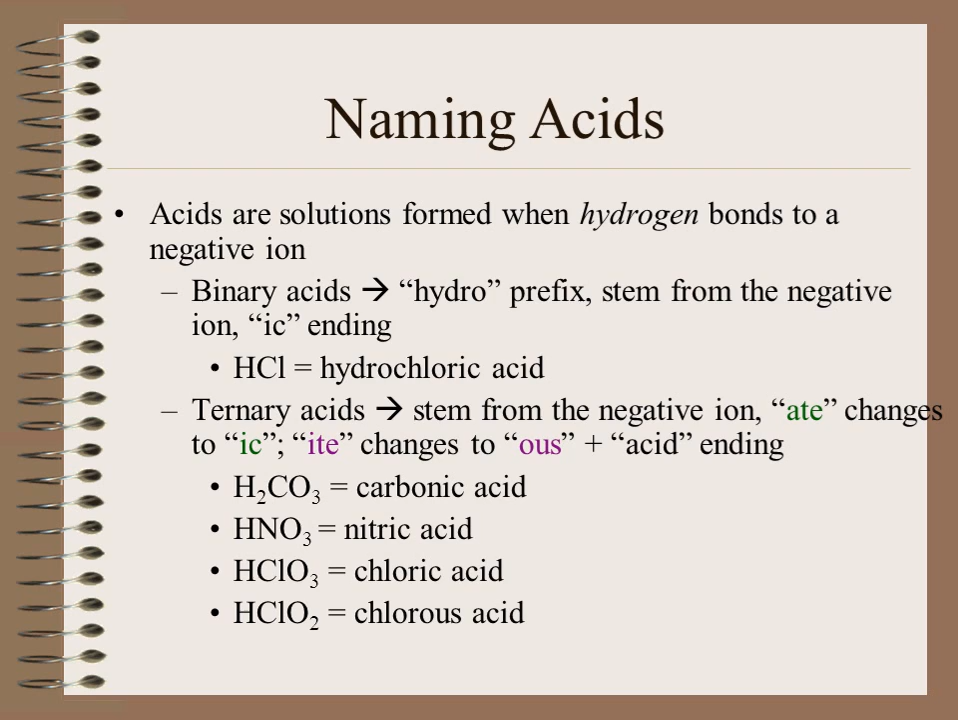 Naming Acids
• Acids are solutions formed when hydrogen bonds to a
negative ion
– Binary acids → “hydro” prefix, stem from the negative
ion, “ic” ending
• HCl = hydrochloric acid
– Ternary acids → stem from the negative ion, “ate” changes
to “ic”; “ite” changes to “ous” + “acid” ending
• H₂CO₃ = carbonic acid
• HNO₃ = nitric acid
• HClO₃ = chloric acid
• HClO₂ = chlorous acid